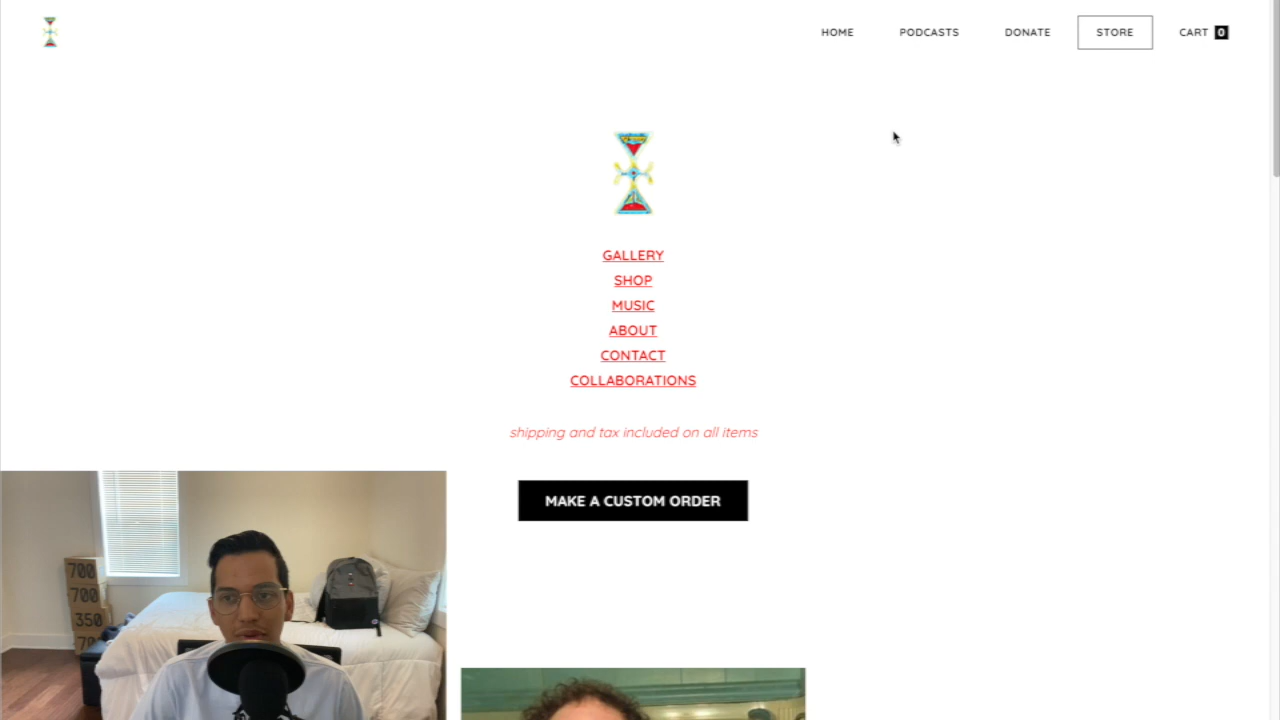 HOME PODCASTS DONATE STORE CART 0
GALLERY
SHOP
MUSIC
ABOUT
CONTACT
COLLABORATIONS
shipping and tax included on all items
MAKE A CUSTOM ORDER
700
700
350
70